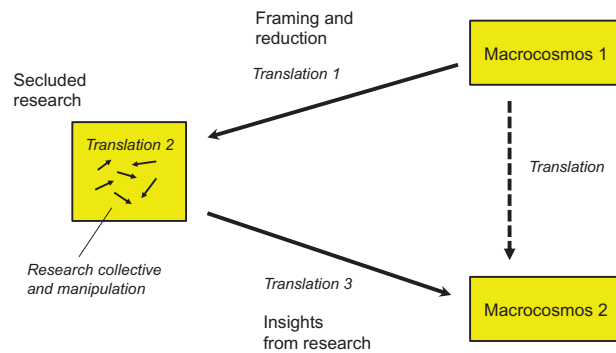 Framing and
reduction
Macrocosmos 1
Translation 1
Secluded
research
Translation 2
Translation
Research collective
and manipulation
Translation 3
Macrocosmos 2
Insights
from research